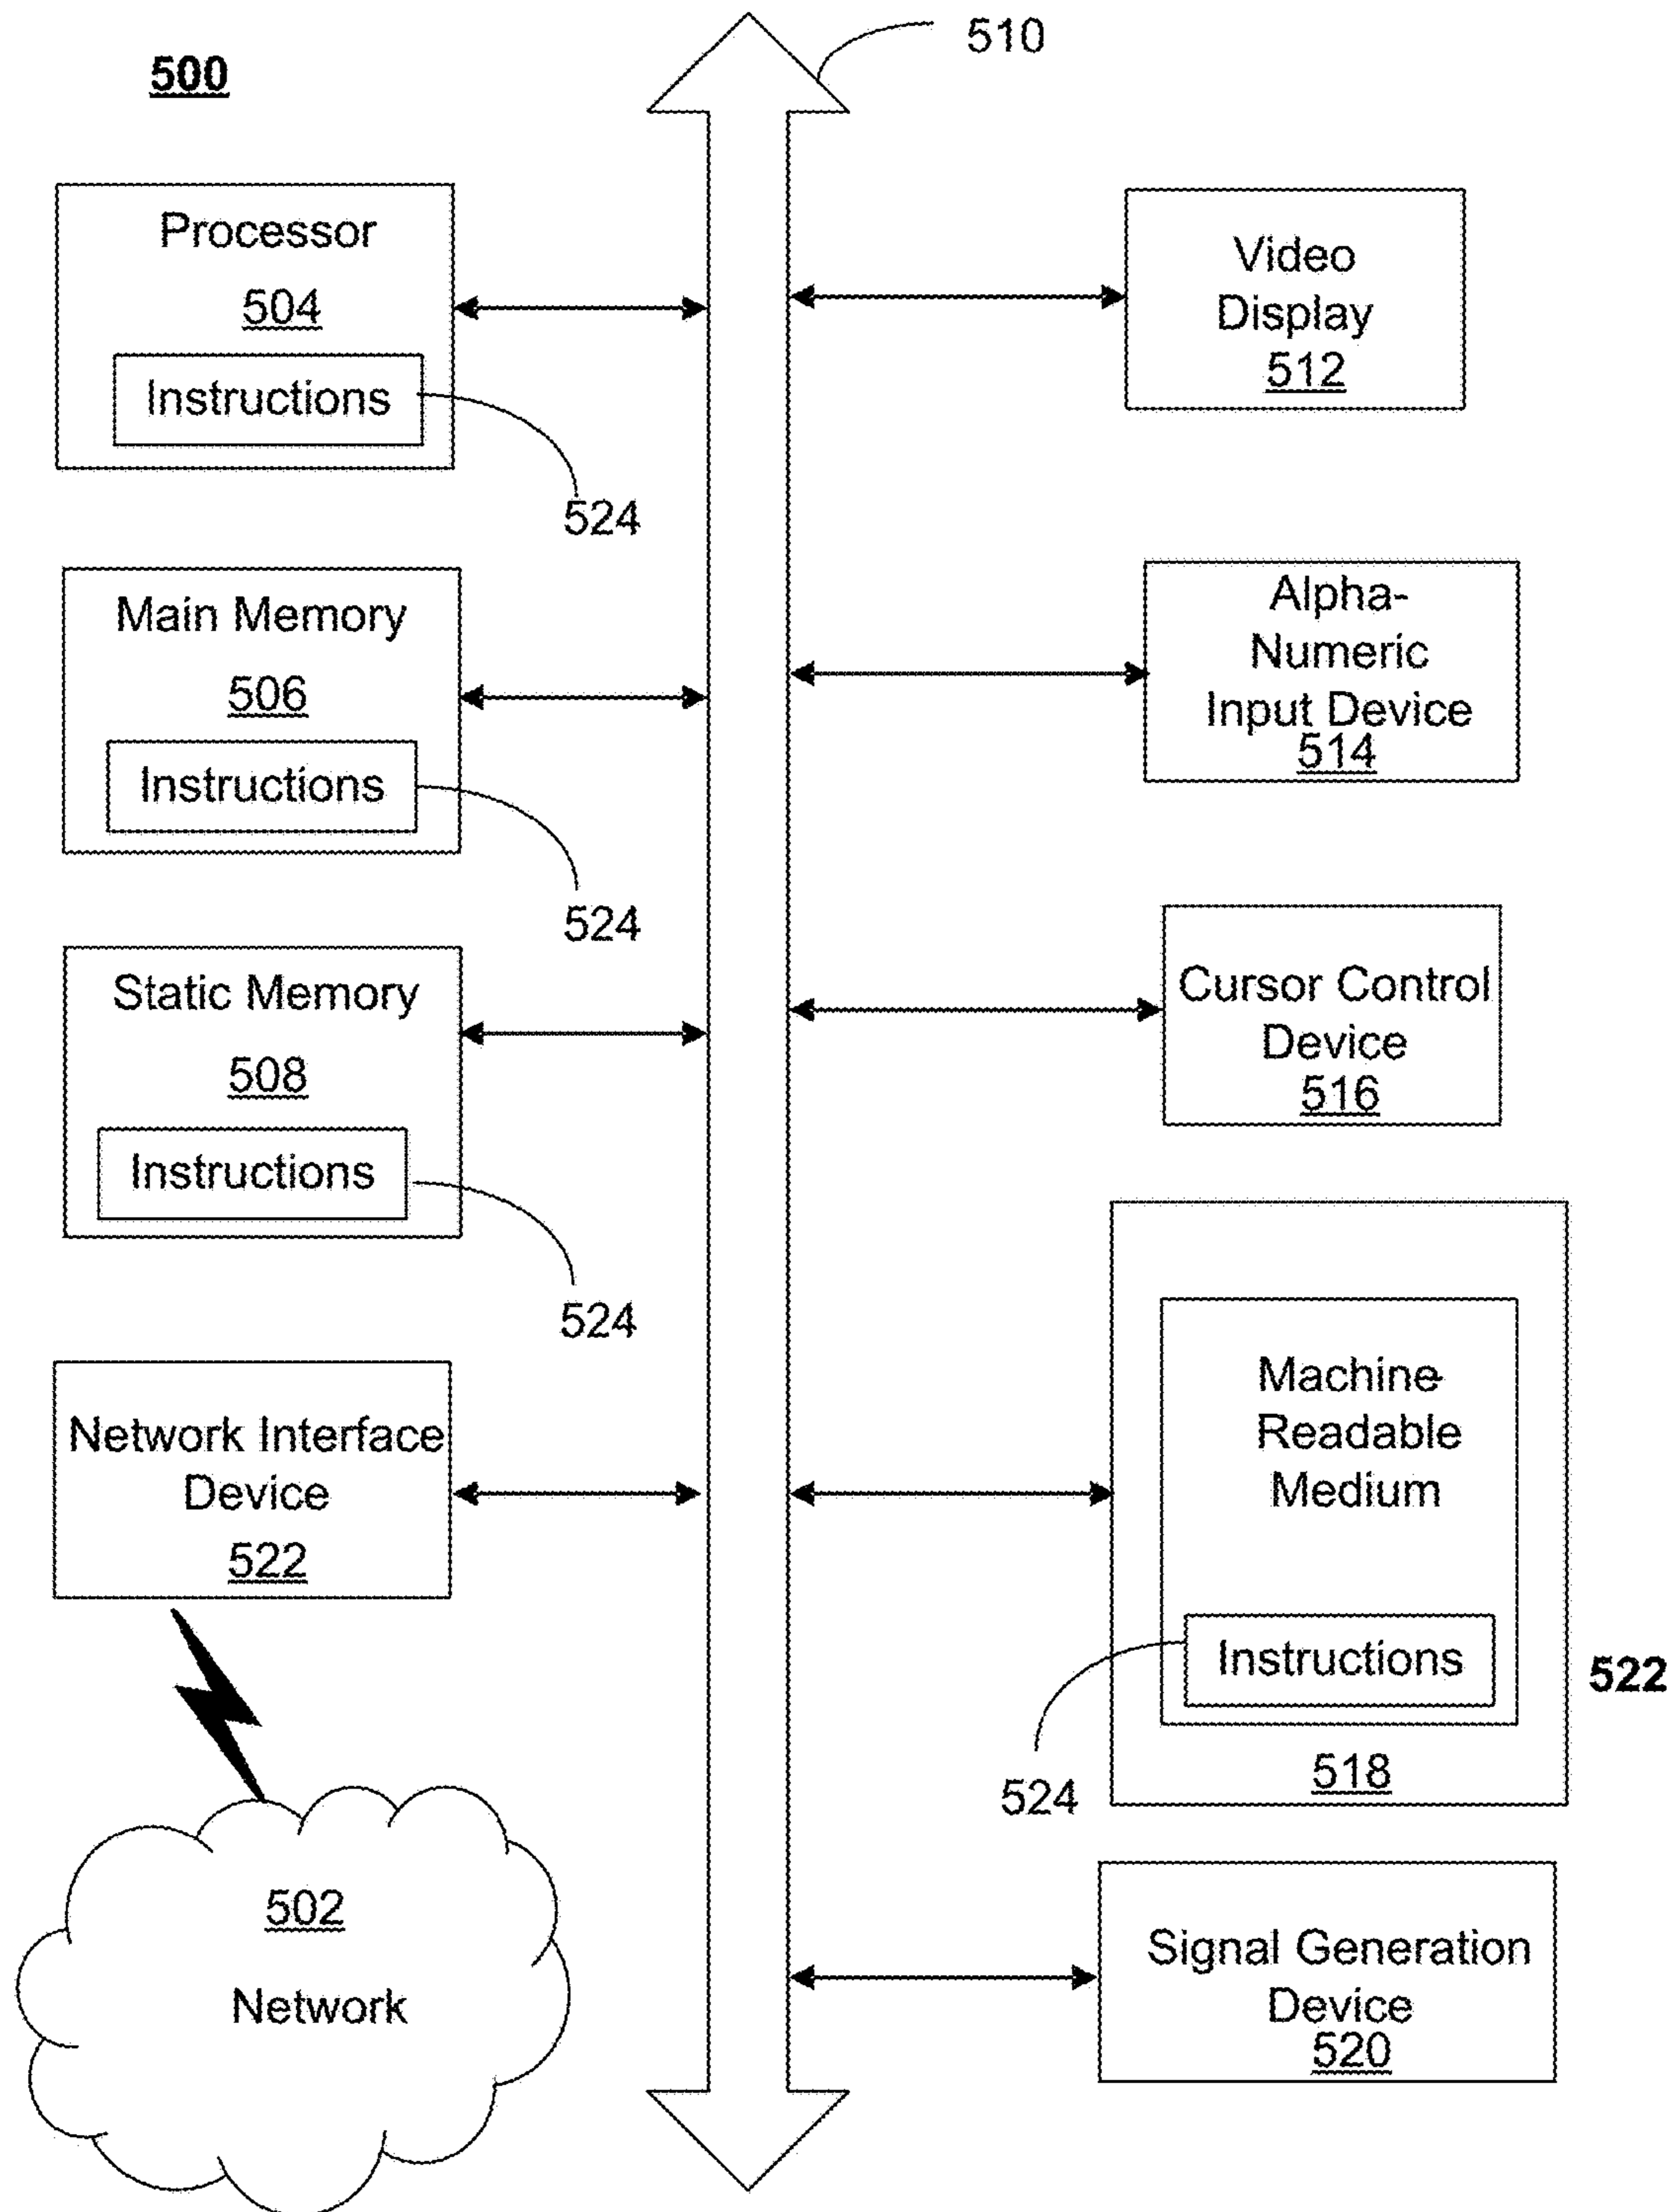 500
510
Processor
504
Instructions
524
Main Memory
506
Instructions
524
Static Memory
508
Instructions
524
Network Interface
Device
522
502
Network
Video
Display
512
Alpha-
Numeric
Input Device
514
Cursor Control
Device
516
Machine-
Readable
Medium
Instructions
524
518
522
Signal Generation
Device
520